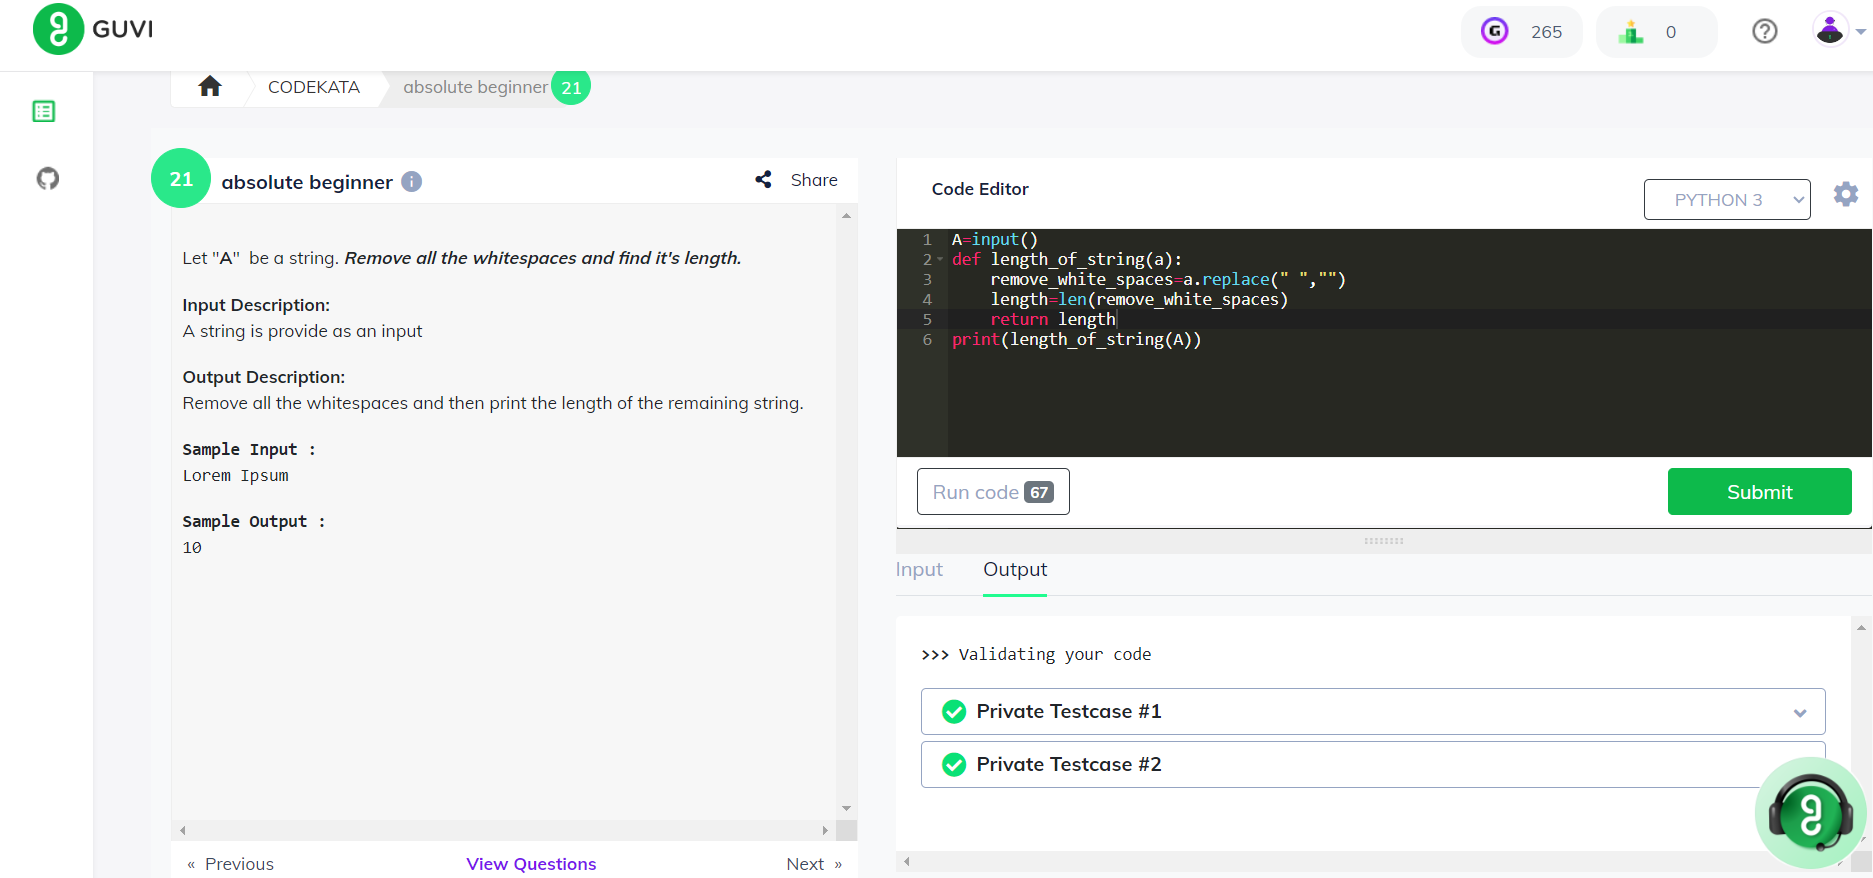 GUVI
265
0
CODEKATA
absolute beginner 21
21
absolute beginner
Share
Let "A"  be a string. Remove all the whitespaces and find it's length.
Input Description:
A string is provide as an input
Output Description:
Remove all the whitespaces and then print the length of the remaining string.
Sample Input :
Lorem Ipsum
Sample Output :
10
« Previous
View Questions
Next »
Code Editor
PYTHON 3
1 A=input()
2 def length_of_string(a):
3     remove_white_spaces=a.replace(" ","")
4     length=len(remove_white_spaces)
5     return length
6 print(length_of_string(A))
Run code 67
Submit
Input
Output
>>> Validating your code
Private Testcase #1
Private Testcase #2